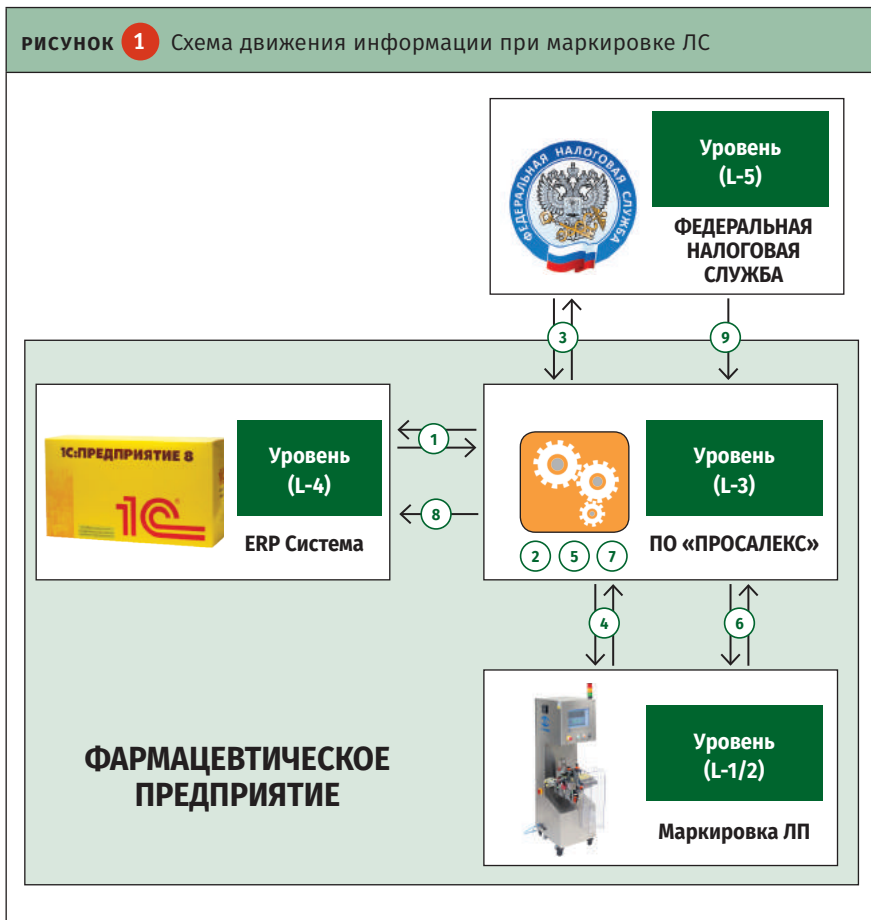 РИСУНОК 1 Схема движения информации при маркировке ЛС
ФЕДЕРАЛЬНАЯ НАЛОГОВАЯ СЛУЖБА
Уровень
(L-5)
ФЕДЕРАЛЬНАЯ
НАЛОГОВАЯ
СЛУЖБА
3
9
1С:ПРЕДПРИЯТИЕ 8
1С
Уровень
(L-4)
ERP Система
1
8
Уровень
(L-3)
2 5 7
ПО «ПРОСАЛЕКС»
4
6
ФАРМАЦЕВТИЧЕСКОЕ
ПРЕДПРИЯТИЕ
Уровень
(L-1/2)
Маркировка ЛП